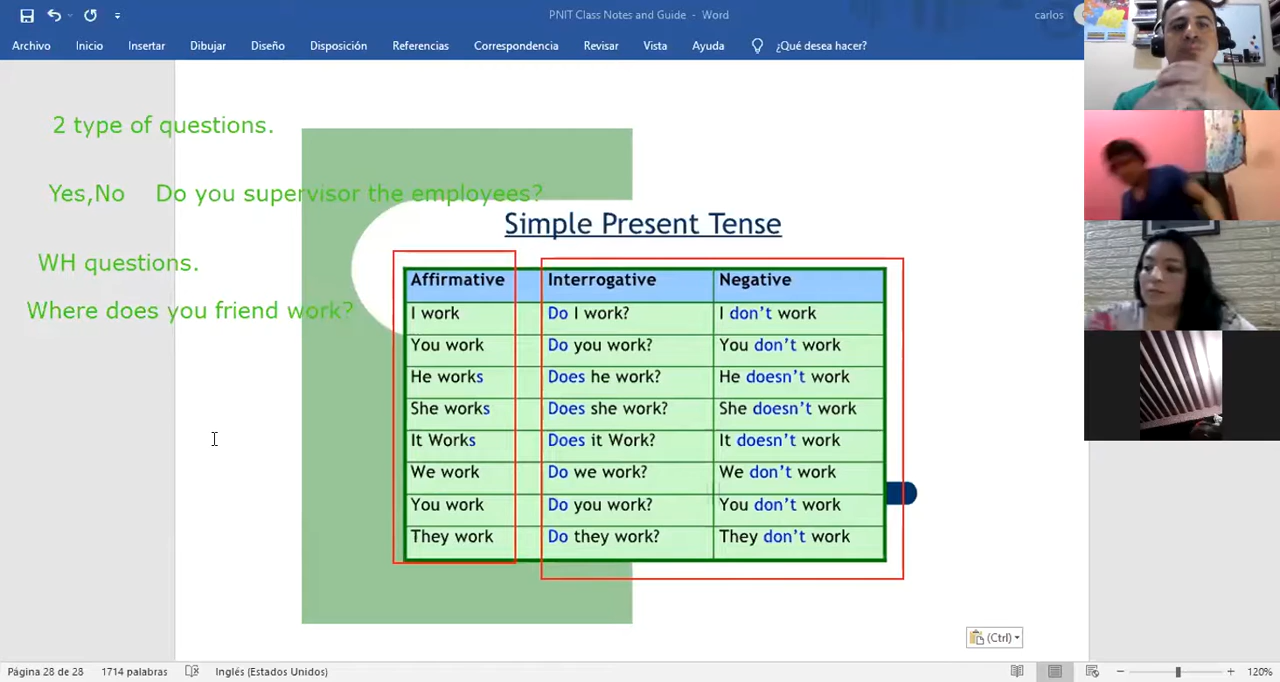 PNIT Class Notes and Guide - Word
carlos
Archivo Inicio Insertar Dibujar Diseño Disposición Referencias Correspondencia Revisar Vista Ayuda ¿Qué desea hacer?
2 type of questions.
Yes,No Do you supervisor the employees?
WH questions.
Where does you friend work?
Simple Present Tense
Affirmative Interrogative Negative
I work Do I work? I don't work
You work Do you work? You don't work
He works Does he work? He doesn't work
She works Does she work? She doesn't work
It Works Does it Work? It doesn't work
We work Do we work? We don't work
You work Do you work? You don't work
They work Do they work? They don't work
(Ctrl)
Página 28 de 28 1714 palabras Inglés (Estados Unidos) 120%